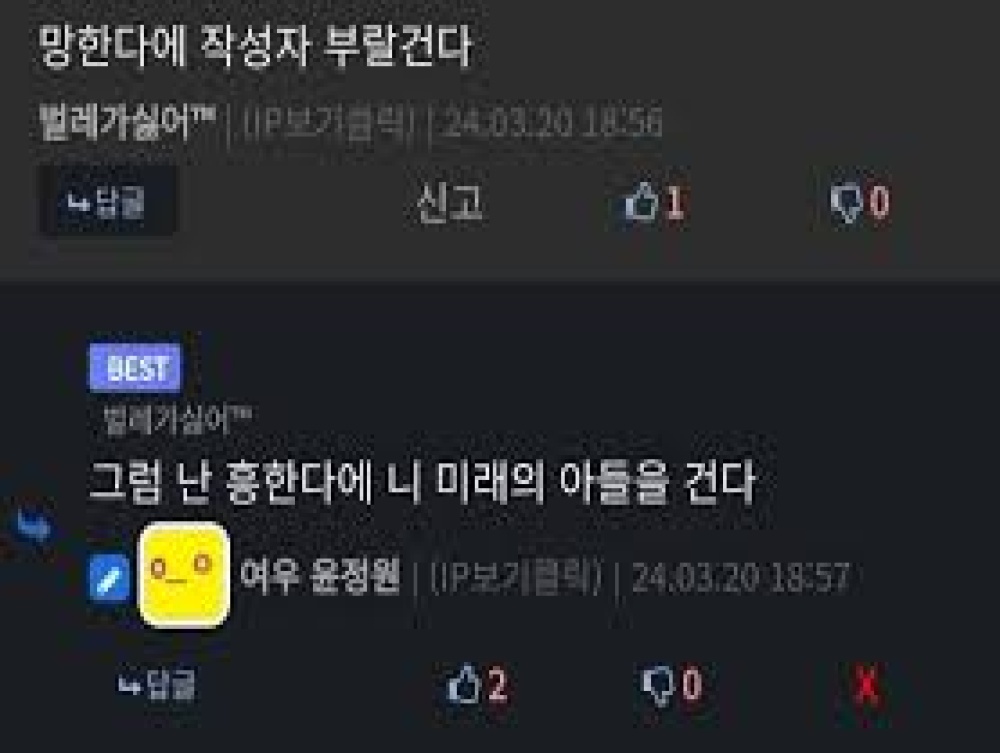 망한다에 작성자 부랄건다
벌레가싫어™ | (IP보기클릭) | 24.03.20 18:56
답글 신고 1 0
BEST
벌레가싫어™
그럼 난 흥한다에 니 미래의 아들을 건다
여우 윤정원 | (IP보기클릭) | 24.03.20 18:57
답글 2 0 X